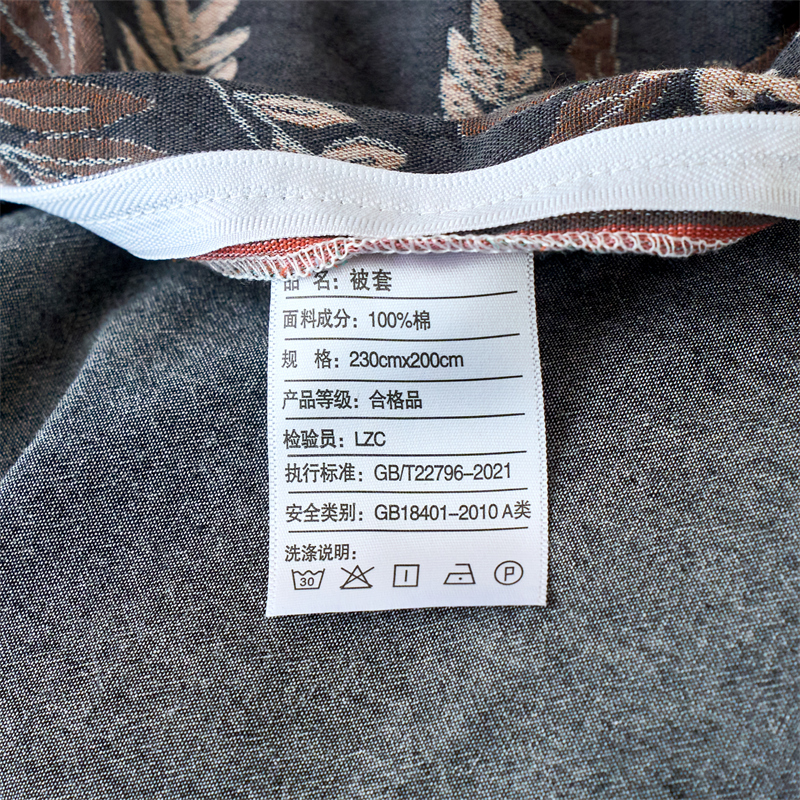 品 名：被套
面料成分：100%棉
规 格：230cmx200cm
产品等级：合格品
检验员：LZC
执行标准：GB/T22796-2021
安全类别：GB18401-2010 A类
洗涤说明：
30 P